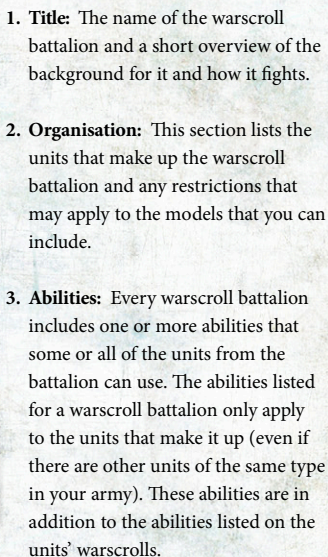 1. Title: The name of the warscroll
battalion and a short overview of the
background for it and how it fights.
2. Organisation: This section lists the
units that make up the warscroll
battalion and any restrictions that
may apply to the models that you can
include.
3. Abilities: Every warscroll battalion
includes one or more abilities that
some or all of the units from the
battalion can use. The abilities listed
for a warscroll battalion only apply
to the units that make it up (even if
there are other units of the same type
in your army). These abilities are in
addition to the abilities listed on the
units’ warscrolls.